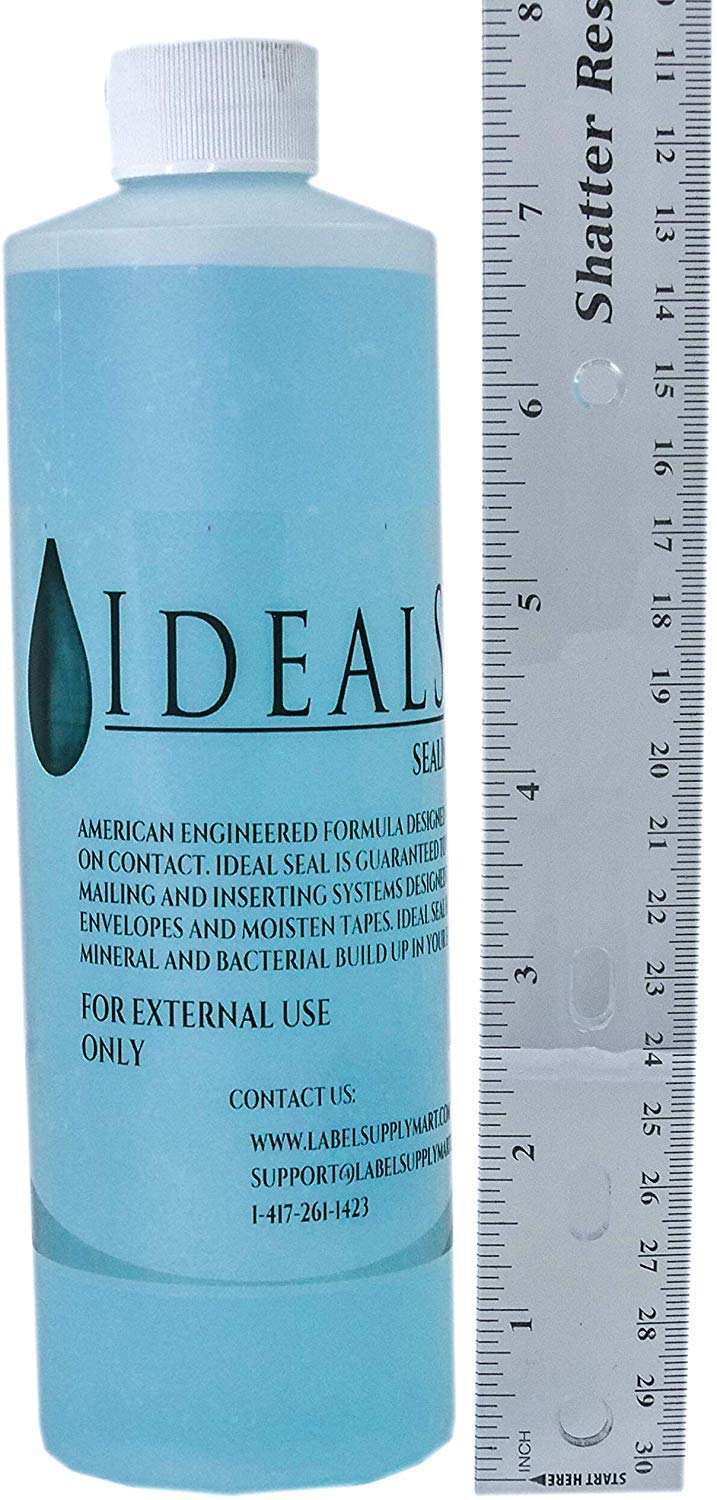 IDEALS
SEALI
AMERICAN ENGINEERED FORMULA DESIGNED
ON CONTACT. IDEAL SEAL IS GUARANTEED TO
MAILING AND INSERTING SYSTEMS DESIGNED
ENVELOPES AND MOISTEN TAPES. IDEAL SEAL
MINERAL AND BACTERIAL BUILD UP IN YOUR
FOR EXTERNAL USE
ONLY
CONTACT US:
WWW.LABELSUPPLYMART.COM
SUPPORT@LABELSUPPLYMART
1-417-261-1423
8
7
6
5
4
3
2
1
INCH
Shatter Res
11
12
13
14
15
16
17
18
19
20
21
22
23
24
25
26
27
28
29
30
START HERE